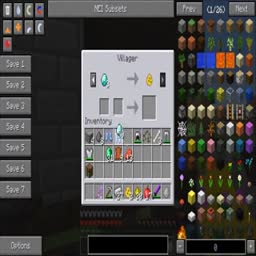 NEI Subsets
Prev
(1/26)
Next
Save 1
Villager
Save 2
Save 3
Save 4
Inventory
Save 5
Save 6
Save 7
Options
0